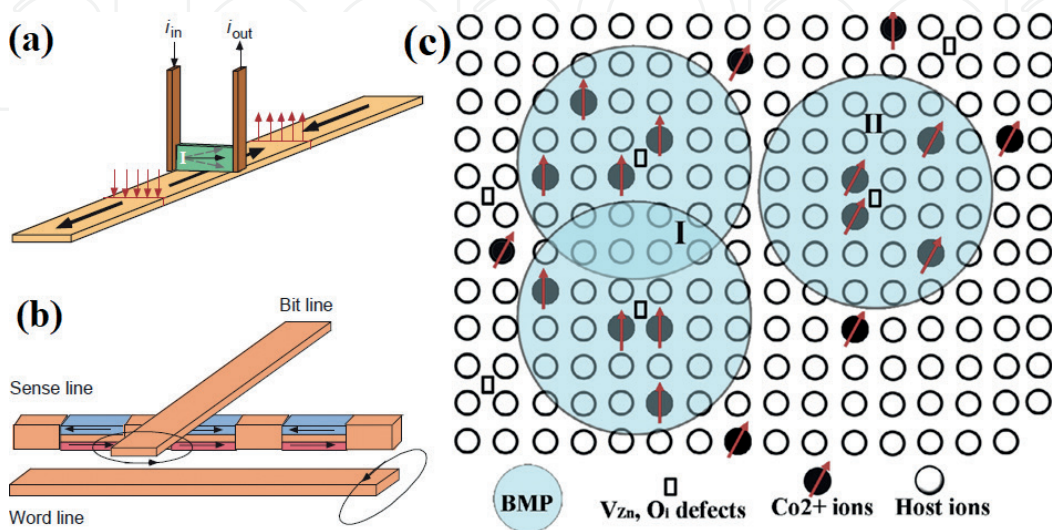 (a)
i_in
i_out
I
(b)
Bit line
Sense line
Word line
(c)
II
I
BMP
V_Zn, O_i defects
Co2+ ions
Host ions